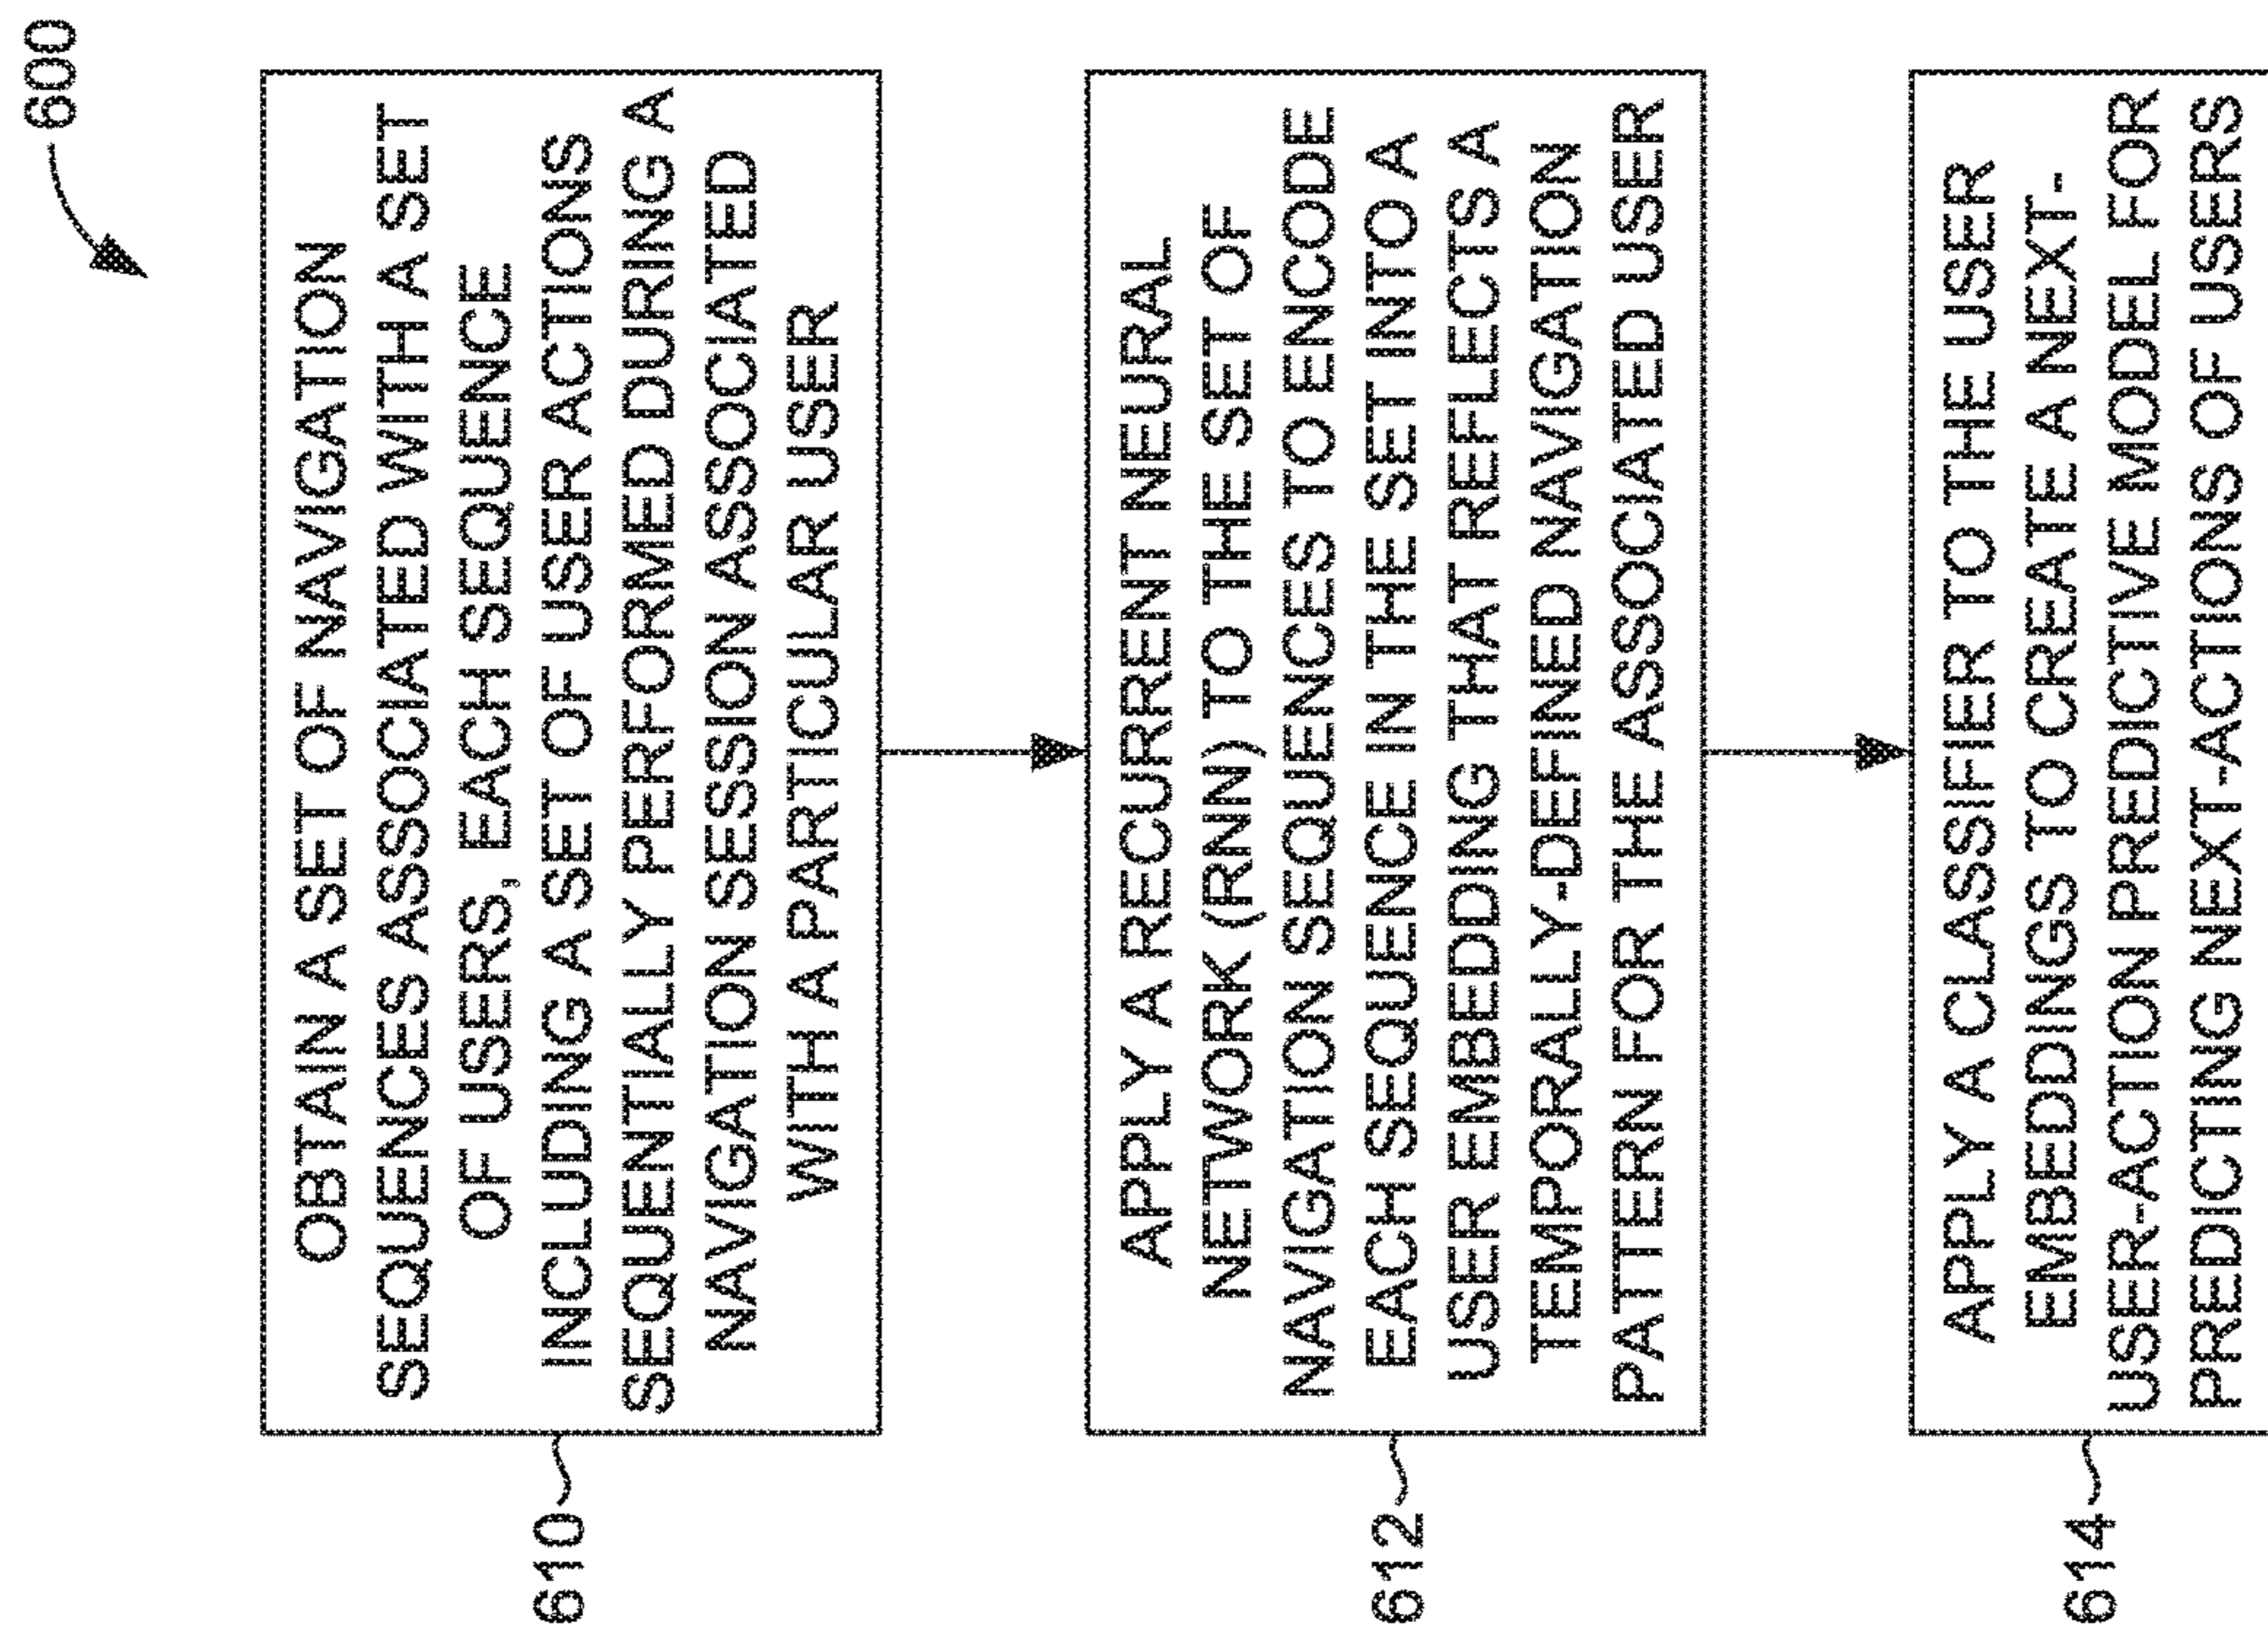 600
OBTAIN A SET OF NAVIGATION
SEQUENCES ASSOCIATED WITH A SET
OF USERS, EACH SEQUENCE
INCLUDING A SET OF USER ACTIONS
SEQUENTIALLY PERFORMED DURING A
NAVIGATION SESSION ASSOCIATED
WITH A PARTICULAR USER
610
APPLY A RECURRENT NEURAL
NETWORK (RNN) TO THE SET OF
NAVIGATION SEQUENCES TO ENCODE
EACH SEQUENCE IN THE SET INTO A
USER EMBEDDING THAT REFLECTS A
TEMPORALLY-DEFINED NAVIGATION
PATTERN FOR THE ASSOCIATED USER
612
APPLY A CLASSIFIER TO THE USER
EMBEDDINGS TO CREATE A NEXT-
USER-ACTION PREDICTIVE MODEL FOR
PREDICTING NEXT-ACTIONS OF USERS
614